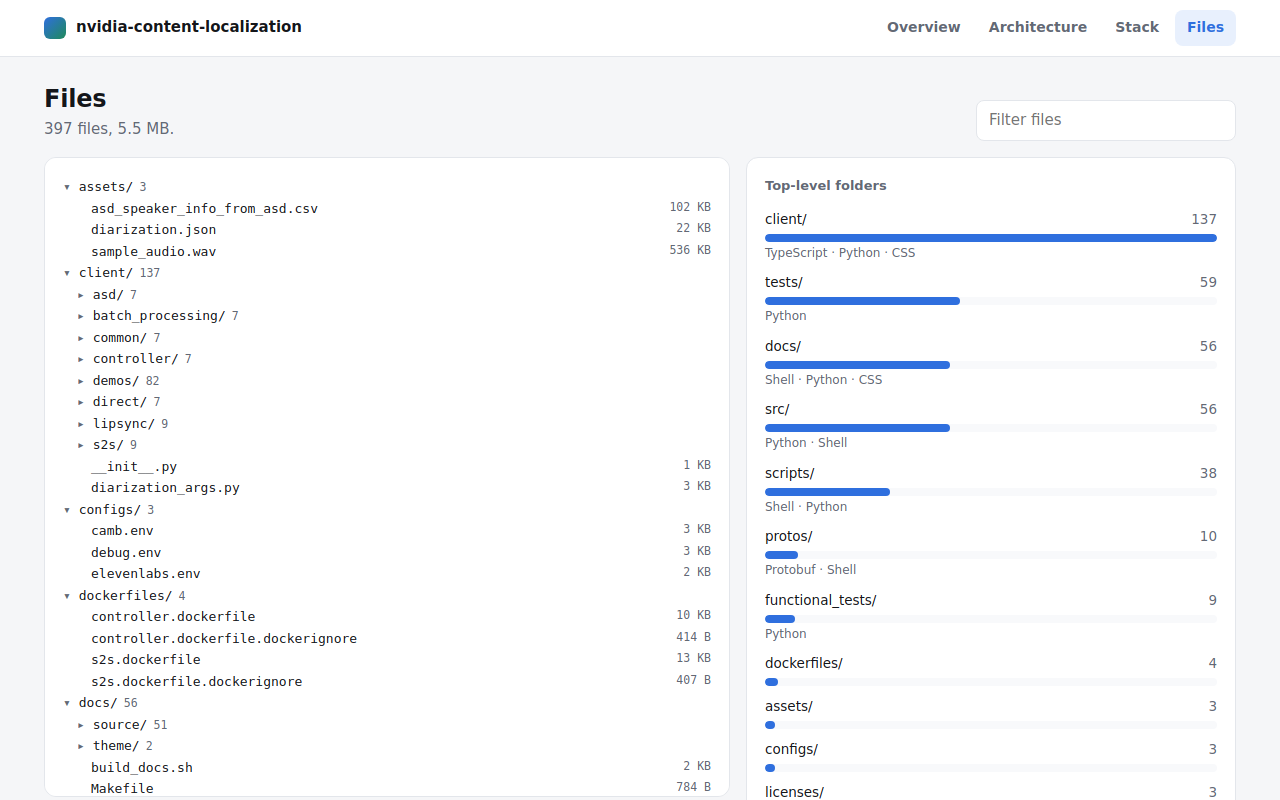 nvidia-content-localization
Overview Architecture Stack Files
Files
397 files, 5.5 MB.
Filter files
▾ assets/ 3
asd_speaker_info_from_asd.csv 102 KB
diarization.json 22 KB
sample_audio.wav 536 KB
▾ client/ 137
▸ asd/ 7
▸ batch_processing/ 7
▸ common/ 7
▸ controller/ 7
▸ demos/ 82
▸ direct/ 7
▸ lipsync/ 9
▸ s2s/ 9
__init__.py 1 KB
diarization_args.py 3 KB
▾ configs/ 3
camb.env 3 KB
debug.env 3 KB
elevenlabs.env 2 KB
▾ dockerfiles/ 4
controller.dockerfile 10 KB
controller.dockerfile.dockerignore 414 B
s2s.dockerfile 13 KB
s2s.dockerfile.dockerignore 407 B
▾ docs/ 56
▸ source/ 51
▸ theme/ 2
build_docs.sh 2 KB
Makefile 784 B
Top-level folders
client/ 137
TypeScript · Python · CSS
tests/ 59
Python
docs/ 56
Shell · Python · CSS
src/ 56
Python · Shell
scripts/ 38
Shell · Python
protos/ 10
Protobuf · Shell
functional_tests/ 9
Python
dockerfiles/ 4
assets/ 3
configs/ 3
licenses/ 3